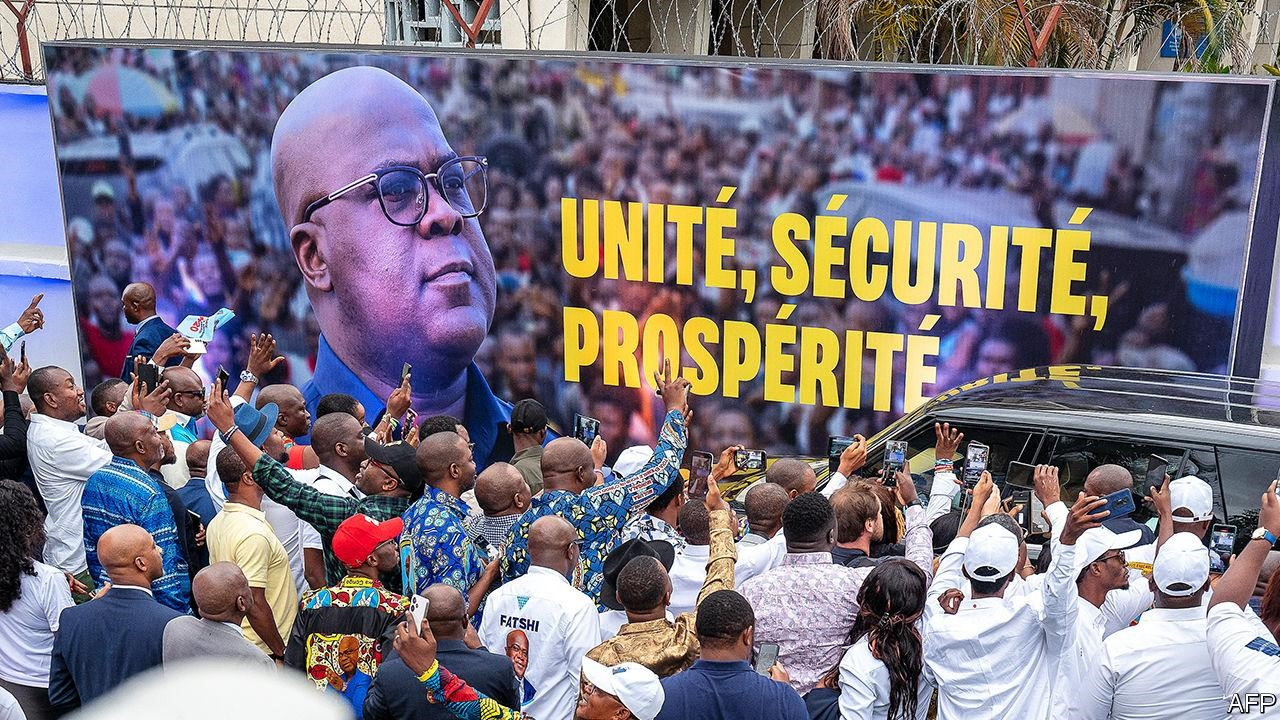 UNITÉ, SÉCURITÉ,
PROSPÉRITÉ
FATSHI
AFP